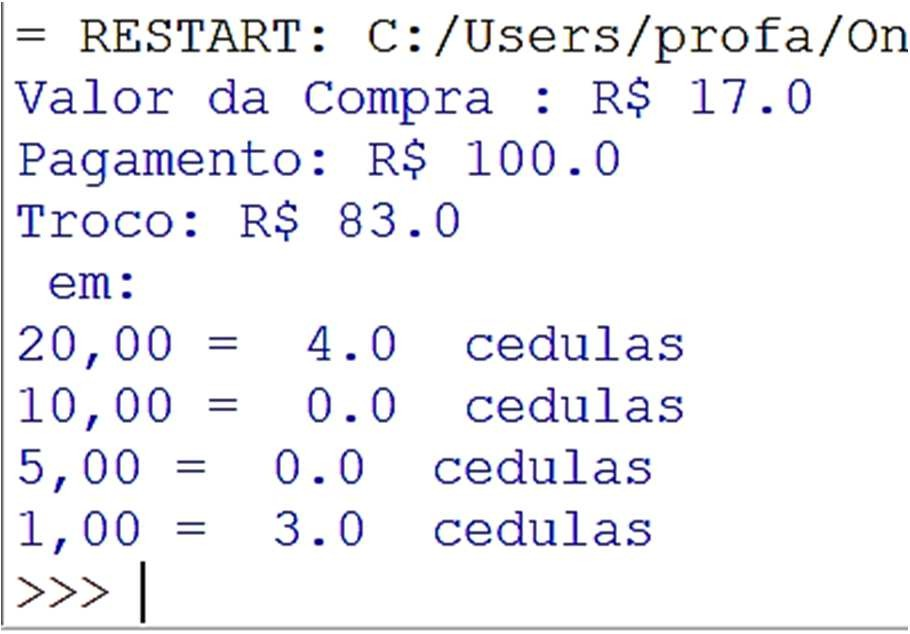 = RESTART: C:/Users/profa/On
Valor da Compra : R$ 17.0
Pagamento: R$ 100.0
Troco: R$ 83.0
em:
20,00 = 4.0 cedulas
10,00 = 0.0 cedulas
5,00 = 0.0 cedulas
1,00 = 3.0 cedulas
>>>